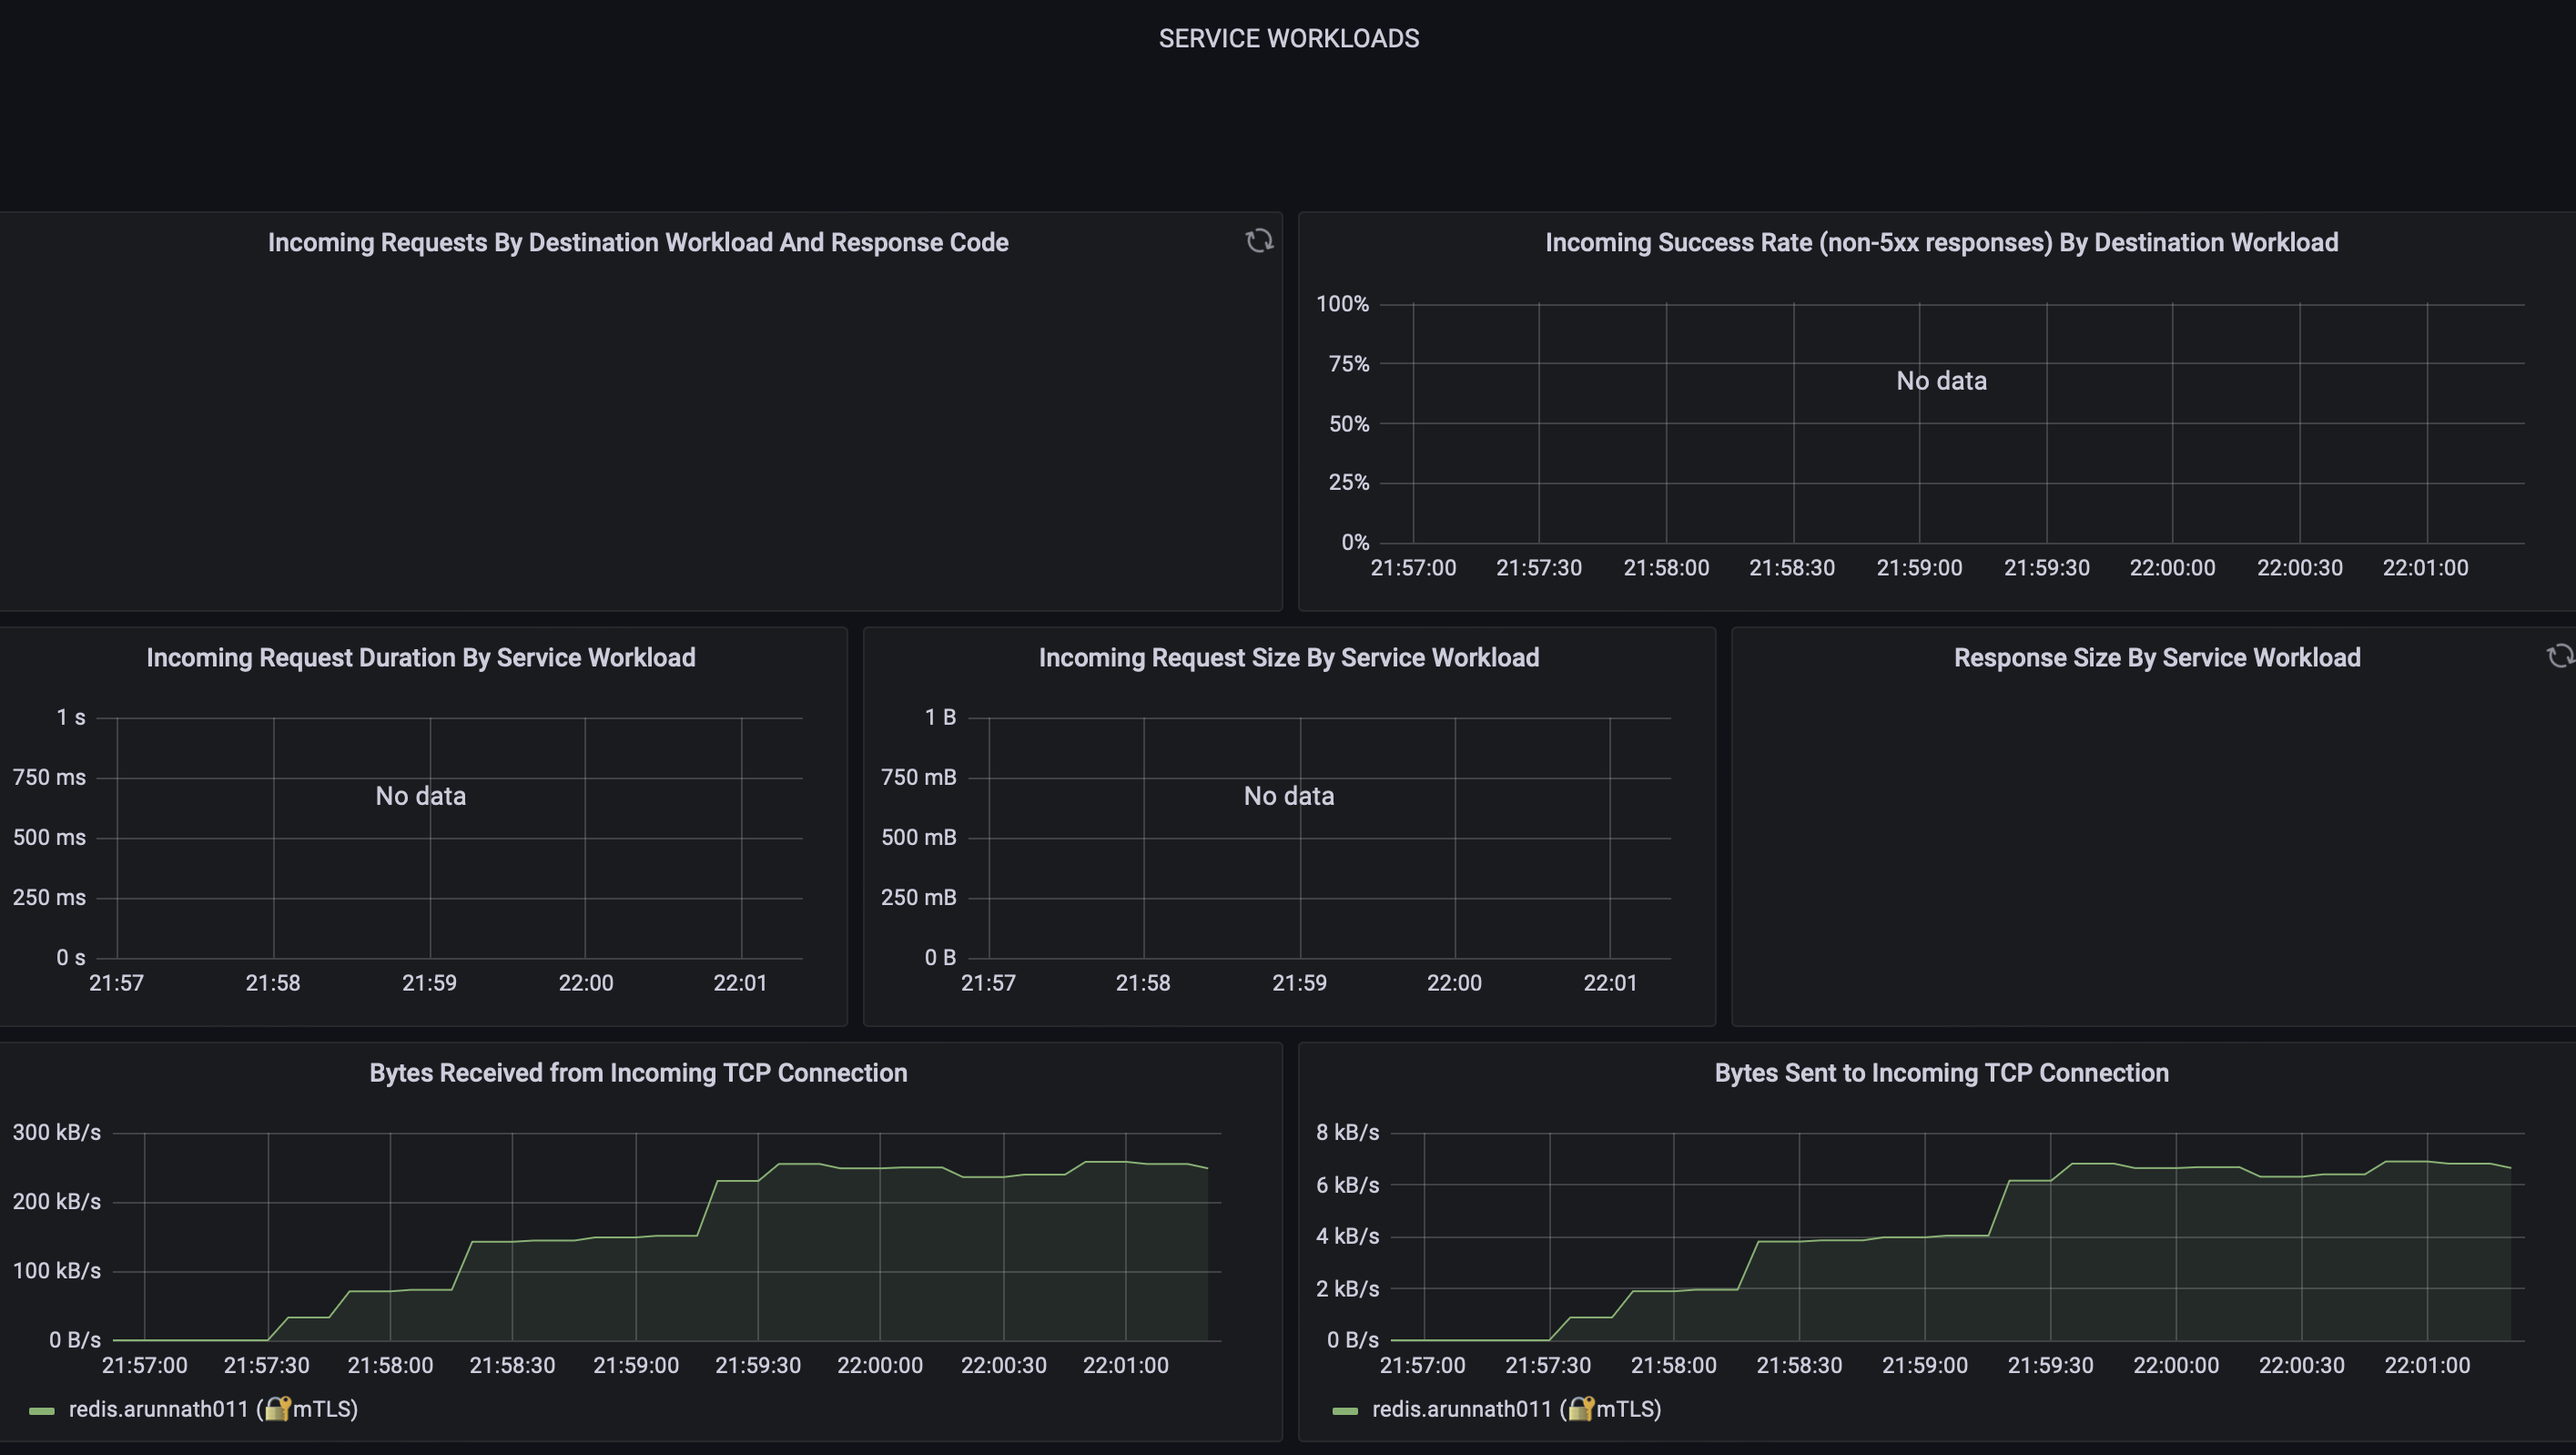 SERVICE WORKLOADS
Incoming Requests By Destination Workload And Response Code
Incoming Success Rate (non-5xx responses) By Destination Workload
100%
75%
No data
50%
25%
0%
21:57:00 21:57:30 21:58:00 21:58:30 21:59:00 21:59:30 22:00:00 22:00:30 22:01:00
Incoming Request Duration By Service Workload
1 s
750 ms
No data
500 ms
250 ms
0 s
21:57 21:58 21:59 22:00 22:01
Incoming Request Size By Service Workload
1 B
750 mB
No data
500 mB
250 mB
0 B
21:57 21:58 21:59 22:00 22:01
Response Size By Service Workload
Bytes Received from Incoming TCP Connection
300 kB/s
200 kB/s
100 kB/s
0 B/s
21:57:00 21:57:30 21:58:00 21:58:30 21:59:00 21:59:30 22:00:00 22:00:30 22:01:00
redis.arunnath011 (🔐mTLS)
Bytes Sent to Incoming TCP Connection
8 kB/s
6 kB/s
4 kB/s
2 kB/s
0 B/s
21:57:00 21:57:30 21:58:00 21:58:30 21:59:00 21:59:30 22:00:00 22:00:30 22:01:00
redis.arunnath011 (🔐mTLS)